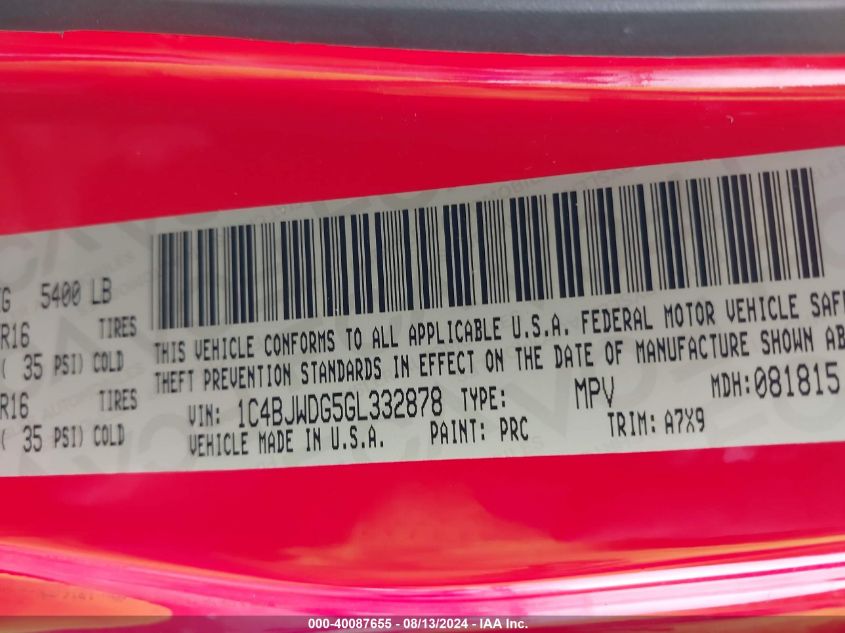 G 5400 LB
R16 TIRES
( 35 PSI) COLD
R16 TIRES
( 35 PSI) COLD
THIS VEHICLE CONFORMS TO ALL APPLICABLE U.S.A. FEDERAL MOTOR VEHICLE SAF
THEFT PREVENTION STANDARDS IN EFFECT ON THE DATE OF MANUFACTURE SHOWN AB
VIN: 1C4BJWDG5GL332878 TYPE: MPV MDH:081815
VEHICLE MADE IN U.S.A. PAINT: PRC TRIM: A7X9
000-40087655 - 08/13/2024 - IAA Inc.